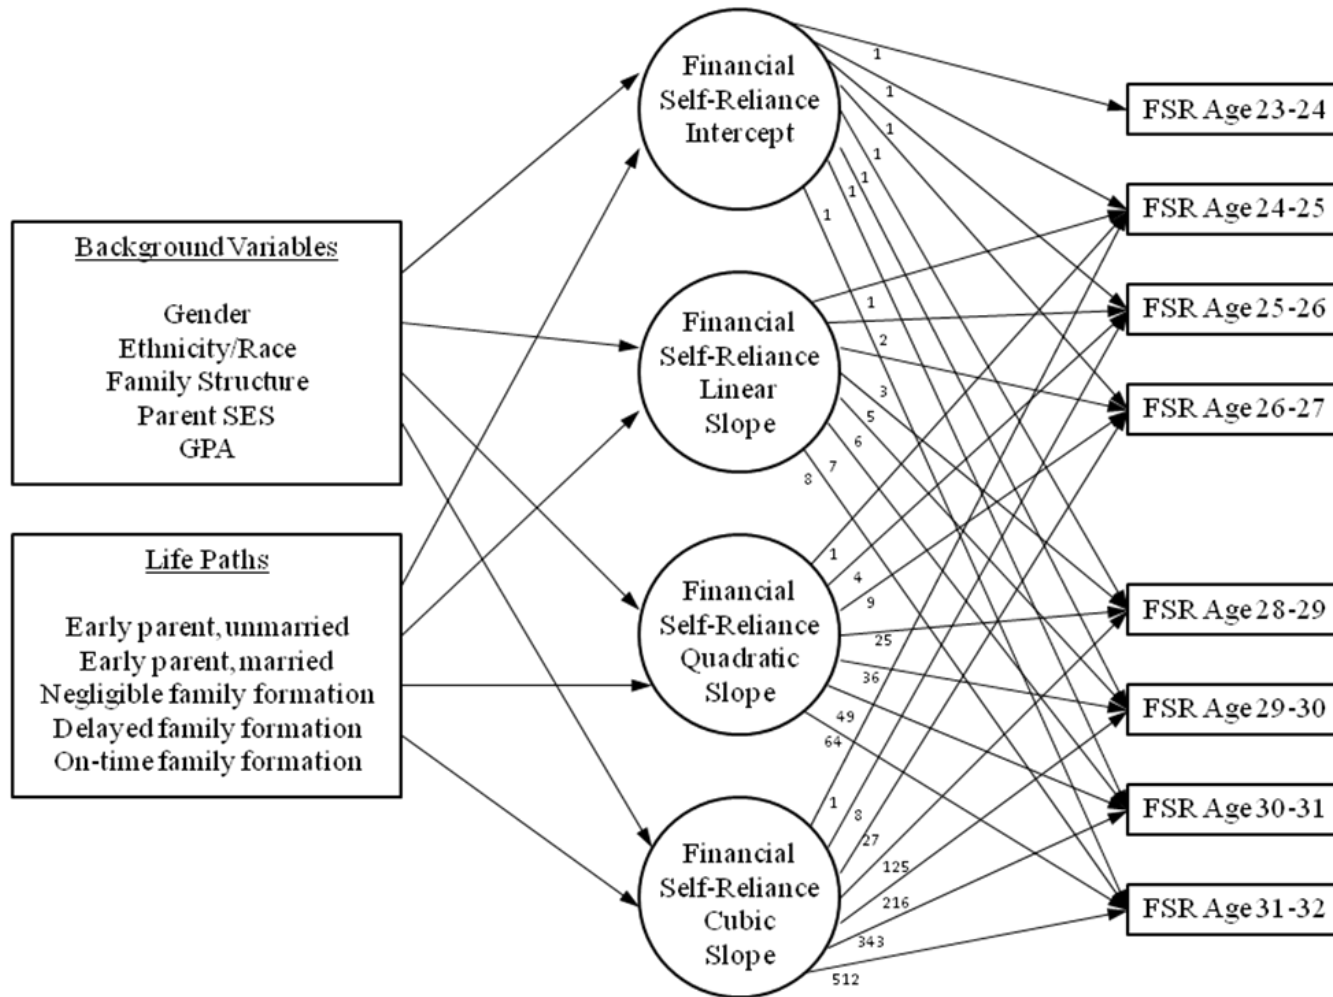 Financial
Self-Reliance
Intercept
1
1
1
1
1
1
1
1
FSR Age 23-24
FSR Age 24-25
FSR Age 25-26
FSR Age 26-27
FSR Age 28-29
FSR Age 29-30
FSR Age 30-31
FSR Age 31-32
Background Variables
Gender
Ethnicity/Race
Family Structure
Parent SES
GPA
Financial
Self-Reliance
Linear
Slope
1
2
3
5
6
7
8
Life Paths
Early parent, unmarried
Early parent, married
Negligible family formation
Delayed family formation
On-time family formation
Financial
Self-Reliance
Quadratic
Slope
1
4
9
25
36
49
64
Financial
Self-Reliance
Cubic
Slope
1
8
27
125
216
343
512